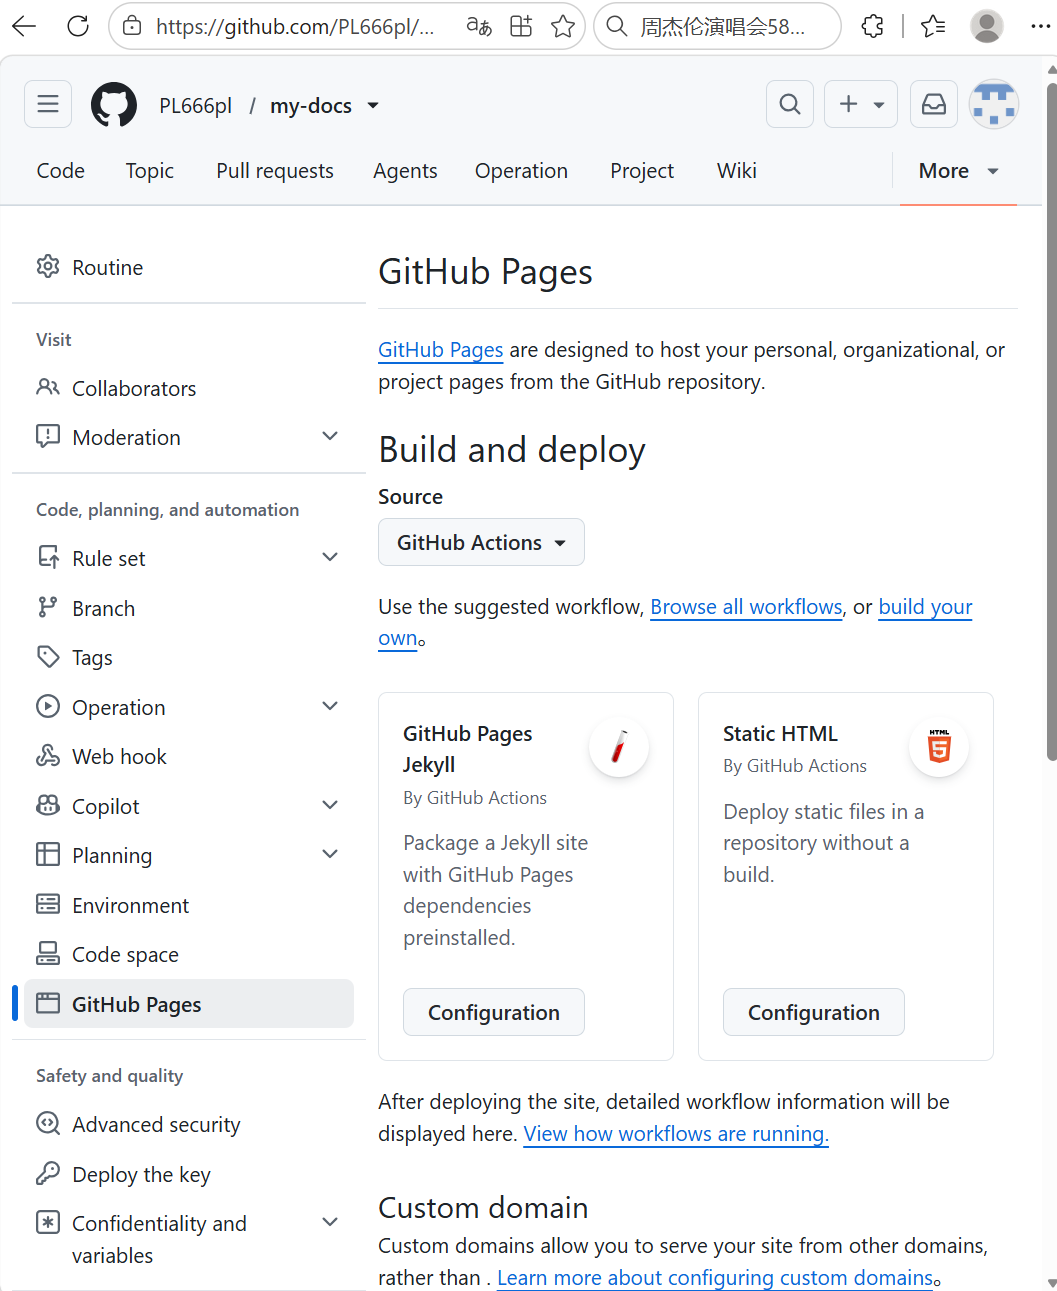 https://github.com/PL666pl/...
周杰伦演唱会58...
PL666pl / my-docs
Code Topic Pull requests Agents Operation Project Wiki More
Routine
Visit
Collaborators
Moderation
Code, planning, and automation
Rule set
Branch
Tags
Operation
Web hook
Copilot
Planning
Environment
Code space
GitHub Pages
Safety and quality
Advanced security
Deploy the key
Confidentiality and
variables
GitHub Pages
GitHub Pages are designed to host your personal, organizational, or
project pages from the GitHub repository.
Build and deploy
Source
GitHub Actions
Use the suggested workflow, Browse all workflows, or build your
own。
GitHub Pages
Jekyll
By GitHub Actions
Package a Jekyll site
with GitHub Pages
dependencies
preinstalled.
Configuration
Static HTML
By GitHub Actions
HTML
5
Deploy static files in a
repository without a
build.
Configuration
After deploying the site, detailed workflow information will be
displayed here. View how workflows are running.
Custom domain
Custom domains allow you to serve your site from other domains,
rather than . Learn more about configuring custom domains。